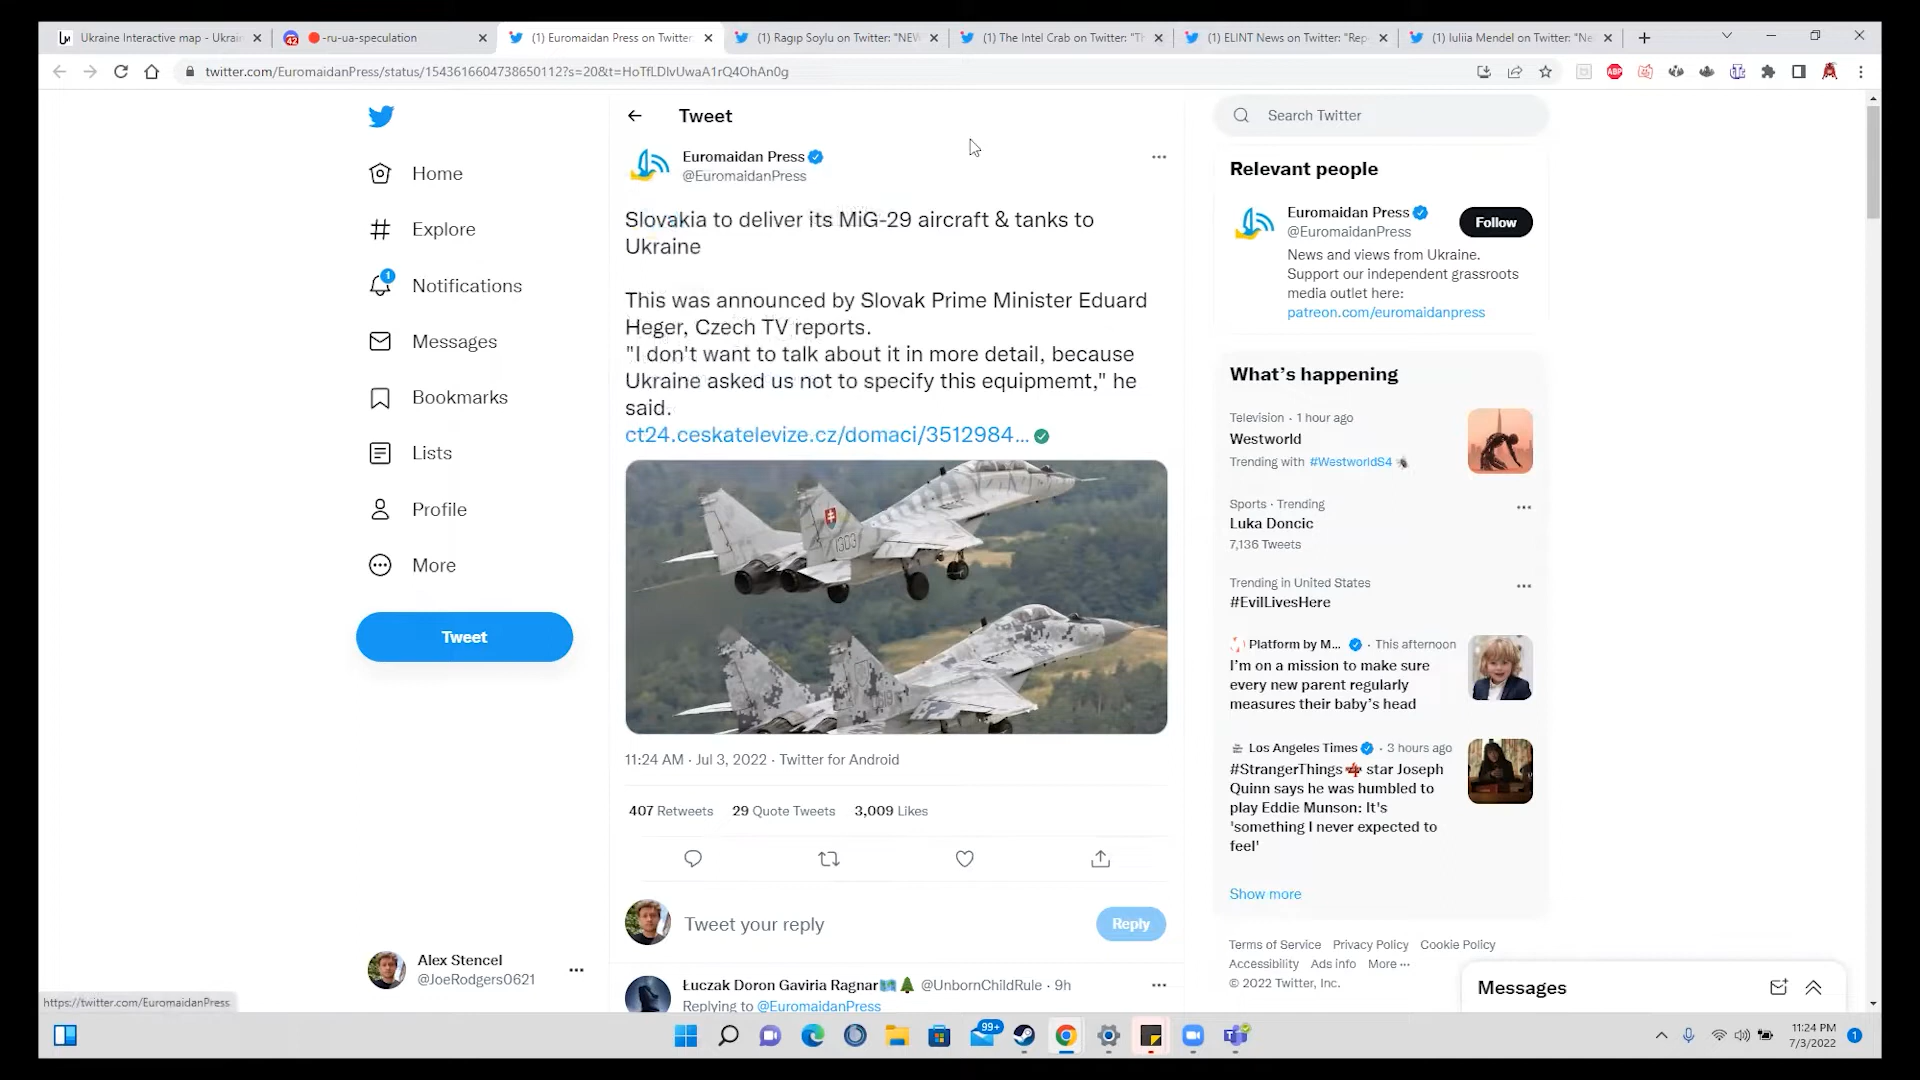 Ukraine Interactive map - Ukrai
-ru-ua-speculation
(1) Euromaidan Press on Twitter
(1) Ragıp Soylu on Twitter: "NEW
(1) The Intel Crab on Twitter: "Th
(1) ELINT News on Twitter: "Rep
(1) Iuliia Mendel on Twitter: "Ne
twitter.com/EuromaidanPress/status/1543616604738650112?s=20&t=HoTfLDlvUwaA1rQ4OhAn0g
ABP
Home
Explore
1
Notifications
Messages
Bookmarks
Lists
Profile
More
Tweet
Alex Stencel
@JoeRodgers0621
https://twitter.com/EuromaidanPress
Tweet
Euromaidan Press
@EuromaidanPress
Slovakia to deliver its MiG-29 aircraft & tanks to
Ukraine
This was announced by Slovak Prime Minister Eduard
Heger, Czech TV reports.
"I don't want to talk about it in more detail, because
Ukraine asked us not to specify this equipmemt," he
said.
ct24.ceskatelevize.cz/domaci/3512984...
1303
11:24 AM · Jul 3, 2022 · Twitter for Android
407 Retweets 29 Quote Tweets 3,009 Likes
Tweet your reply
Reply
Łuczak Doron Gaviria Ragnar @UnbornChildRule · 9h
Replying to @EuromaidanPress
Search Twitter
Relevant people
Euromaidan Press
@EuromaidanPress
Follow
News and views from Ukraine.
Support our independent grassroots
media outlet here:
patreon.com/euromaidanpress
What's happening
Television · 1 hour ago
Westworld
Trending with #WestworldS4
Sports · Trending
Luka Doncic
7,136 Tweets
Trending in United States
#EvilLivesHere
Platform by M... · This afternoon
I'm on a mission to make sure
every new parent regularly
measures their baby's head
Los Angeles Times · 3 hours ago
#StrangerThings star Joseph
Quinn says he was humbled to
play Eddie Munson: It's
'something I never expected to
feel'
Show more
Terms of Service Privacy Policy Cookie Policy
Accessibility Ads info More ...
© 2022 Twitter, Inc.
Messages
99+
11:24 PM
7/3/2022
1